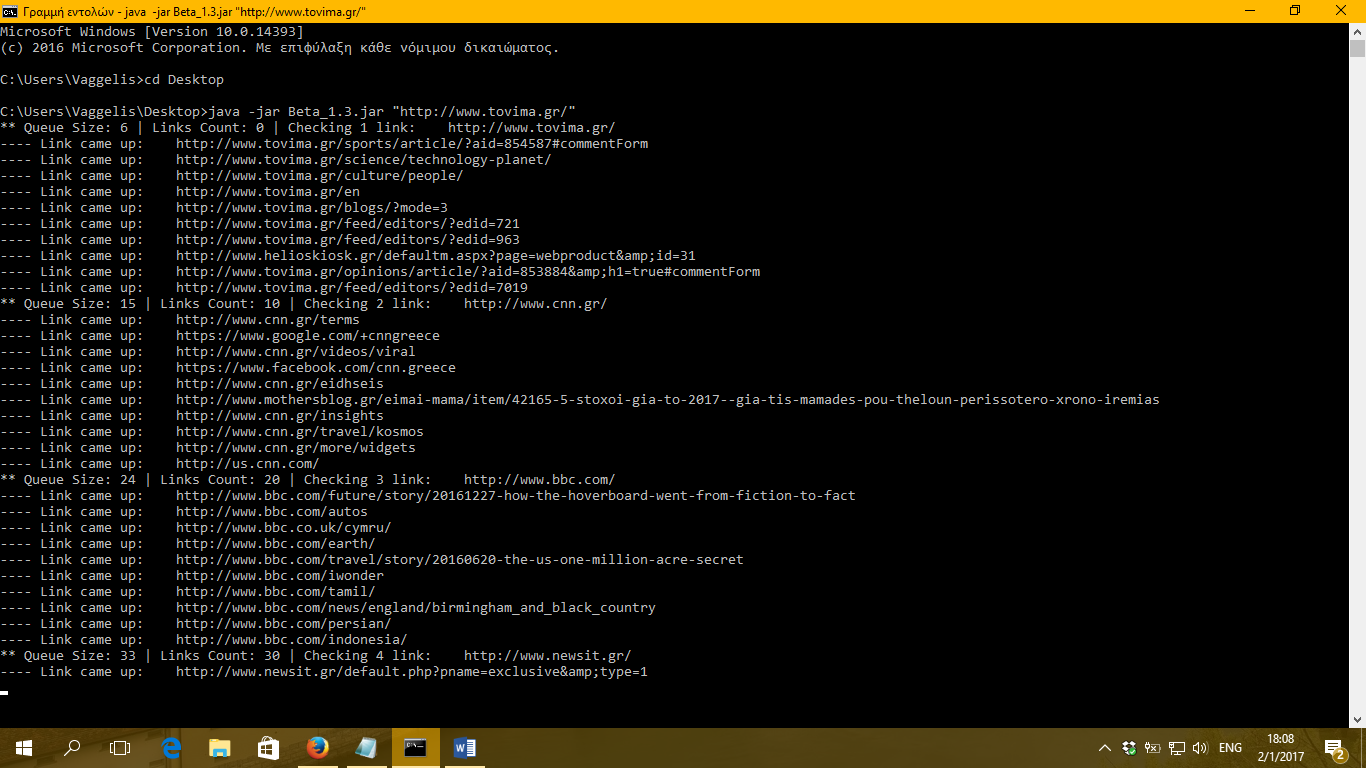 Γραμμή εντολών - java -jar Beta_1.3.jar "http://www.tovima.gr/"
Microsoft Windows [Version 10.0.14393]
(c) 2016 Microsoft Corporation. Με επιφύλαξη κάθε νόμιμου δικαιώματος.
C:\Users\Vaggelis>cd Desktop
C:\Users\Vaggelis\Desktop>java -jar Beta_1.3.jar "http://www.tovima.gr/"
** Queue Size: 6 | Links Count: 0 | Checking 1 link:    http://www.tovima.gr/
---- Link came up:    http://www.tovima.gr/sports/article/?aid=854587#commentForm
---- Link came up:    http://www.tovima.gr/science/technology-planet/
---- Link came up:    http://www.tovima.gr/culture/people/
---- Link came up:    http://www.tovima.gr/en
---- Link came up:    http://www.tovima.gr/blogs/?mode=3
---- Link came up:    http://www.tovima.gr/feed/editors/?edid=721
---- Link came up:    http://www.tovima.gr/feed/editors/?edid=963
---- Link came up:    http://www.helioskiosk.gr/defaultm.aspx?page=webproduct&amp;id=31
---- Link came up:    http://www.tovima.gr/opinions/article/?aid=853884&amp;h1=true#commentForm
---- Link came up:    http://www.tovima.gr/feed/editors/?edid=7019
** Queue Size: 15 | Links Count: 10 | Checking 2 link:    http://www.cnn.gr/
---- Link came up:    http://www.cnn.gr/terms
---- Link came up:    https://www.google.com/+cnngreece
---- Link came up:    http://www.cnn.gr/videos/viral
---- Link came up:    https://www.facebook.com/cnn.greece
---- Link came up:    http://www.cnn.gr/eidhseis
---- Link came up:    http://www.mothersblog.gr/eimai-mama/item/42165-5-stoxoi-gia-to-2017--gia-tis-mamades-pou-theloun-perissotero-xrono-iremias
---- Link came up:    http://www.cnn.gr/insights
---- Link came up:    http://www.cnn.gr/travel/kosmos
---- Link came up:    http://www.cnn.gr/more/widgets
---- Link came up:    http://us.cnn.com/
** Queue Size: 24 | Links Count: 20 | Checking 3 link:    http://www.bbc.com/
---- Link came up:    http://www.bbc.com/future/story/20161227-how-the-hoverboard-went-from-fiction-to-fact
---- Link came up:    http://www.bbc.com/autos
---- Link came up:    http://www.bbc.co.uk/cymru/
---- Link came up:    http://www.bbc.com/earth/
---- Link came up:    http://www.bbc.com/travel/story/20160620-the-us-one-million-acre-secret
---- Link came up:    http://www.bbc.com/iwonder
---- Link came up:    http://www.bbc.com/tamil/
---- Link came up:    http://www.bbc.com/news/england/birmingham_and_black_country
---- Link came up:    http://www.bbc.com/persian/
---- Link came up:    http://www.bbc.com/indonesia/
** Queue Size: 33 | Links Count: 30 | Checking 4 link:    http://www.newsit.gr/
---- Link came up:    http://www.newsit.gr/default.php?pname=exclusive&amp;type=1
ENG
18:08
2/1/2017
2